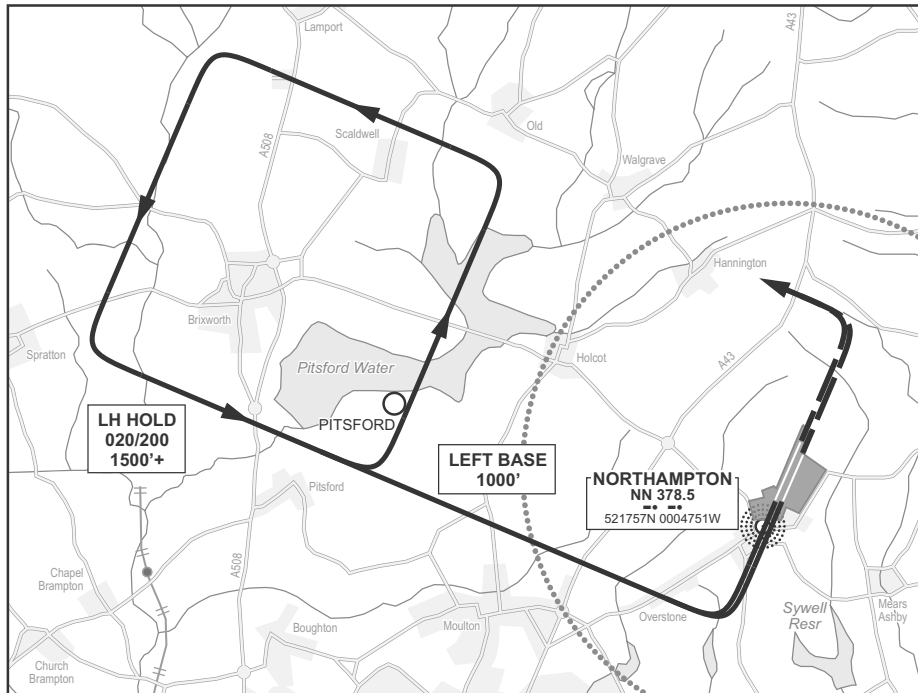 Lamport
A43
Old
Scaldwell
A508
Walgrave
Hannington
Brixworth
Spratton
Pitsford Water
Holcot
A43
PITSFORD
LH HOLD
020/200
1500’+
LEFT BASE
1000’
NORTHAMPTON
NN 378.5
–• –•
521757N 0004751W
Pitsford
A508
Chapel
Brampton
Boughton
Moulton
Overstone
Sywell
Resr
Mears
Ashby
Church
Brampton